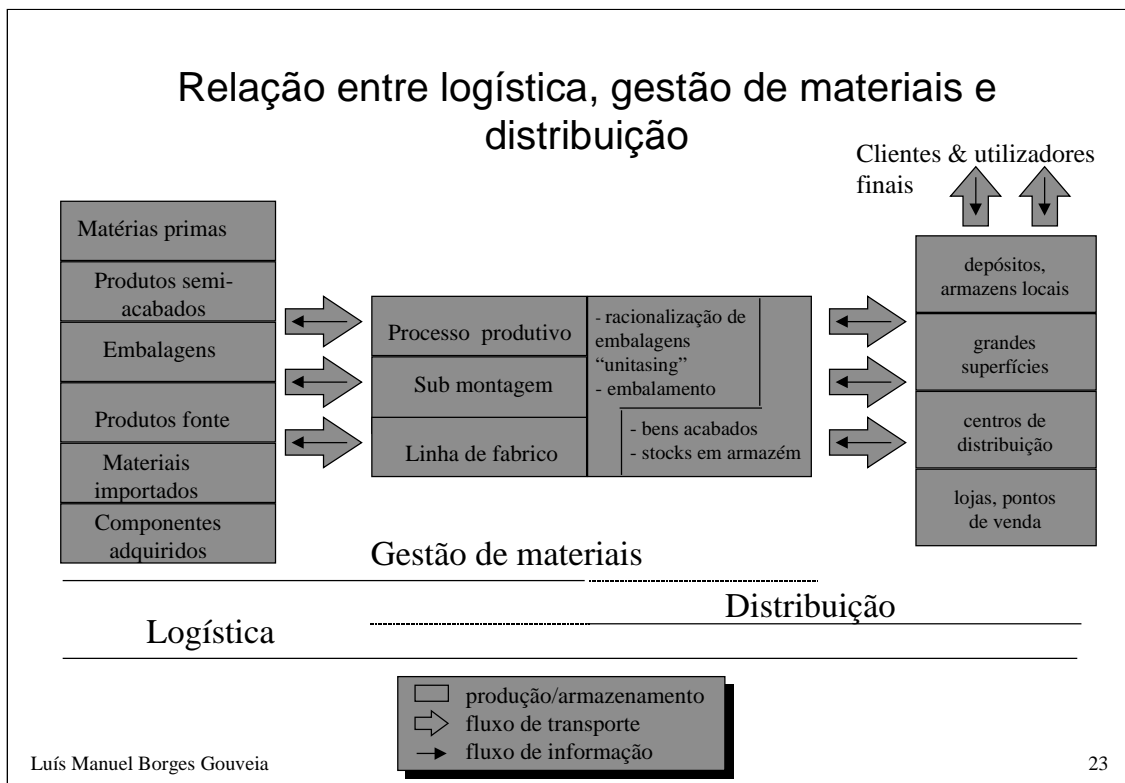 Relação entre logística, gestão de materiais e
distribuição
Clientes & utilizadores
finais
Matérias primas
Produtos semi-
acabados
Embalagens
Produtos fonte
Materiais
importados
Componentes
adquiridos
Processo produtivo
Sub montagem
Linha de fabrico
- racionalização de
embalagens
“unitasing”
- embalamento
- bens acabados
- stocks em armazém
depósitos,
armazens locais
grandes
superfícies
centros de
distribuição
lojas, pontos
de venda
Gestão de materiais
Distribuição
Logística
produção/armazenamento
fluxo de transporte
fluxo de informação
Luís Manuel Borges Gouveia
23